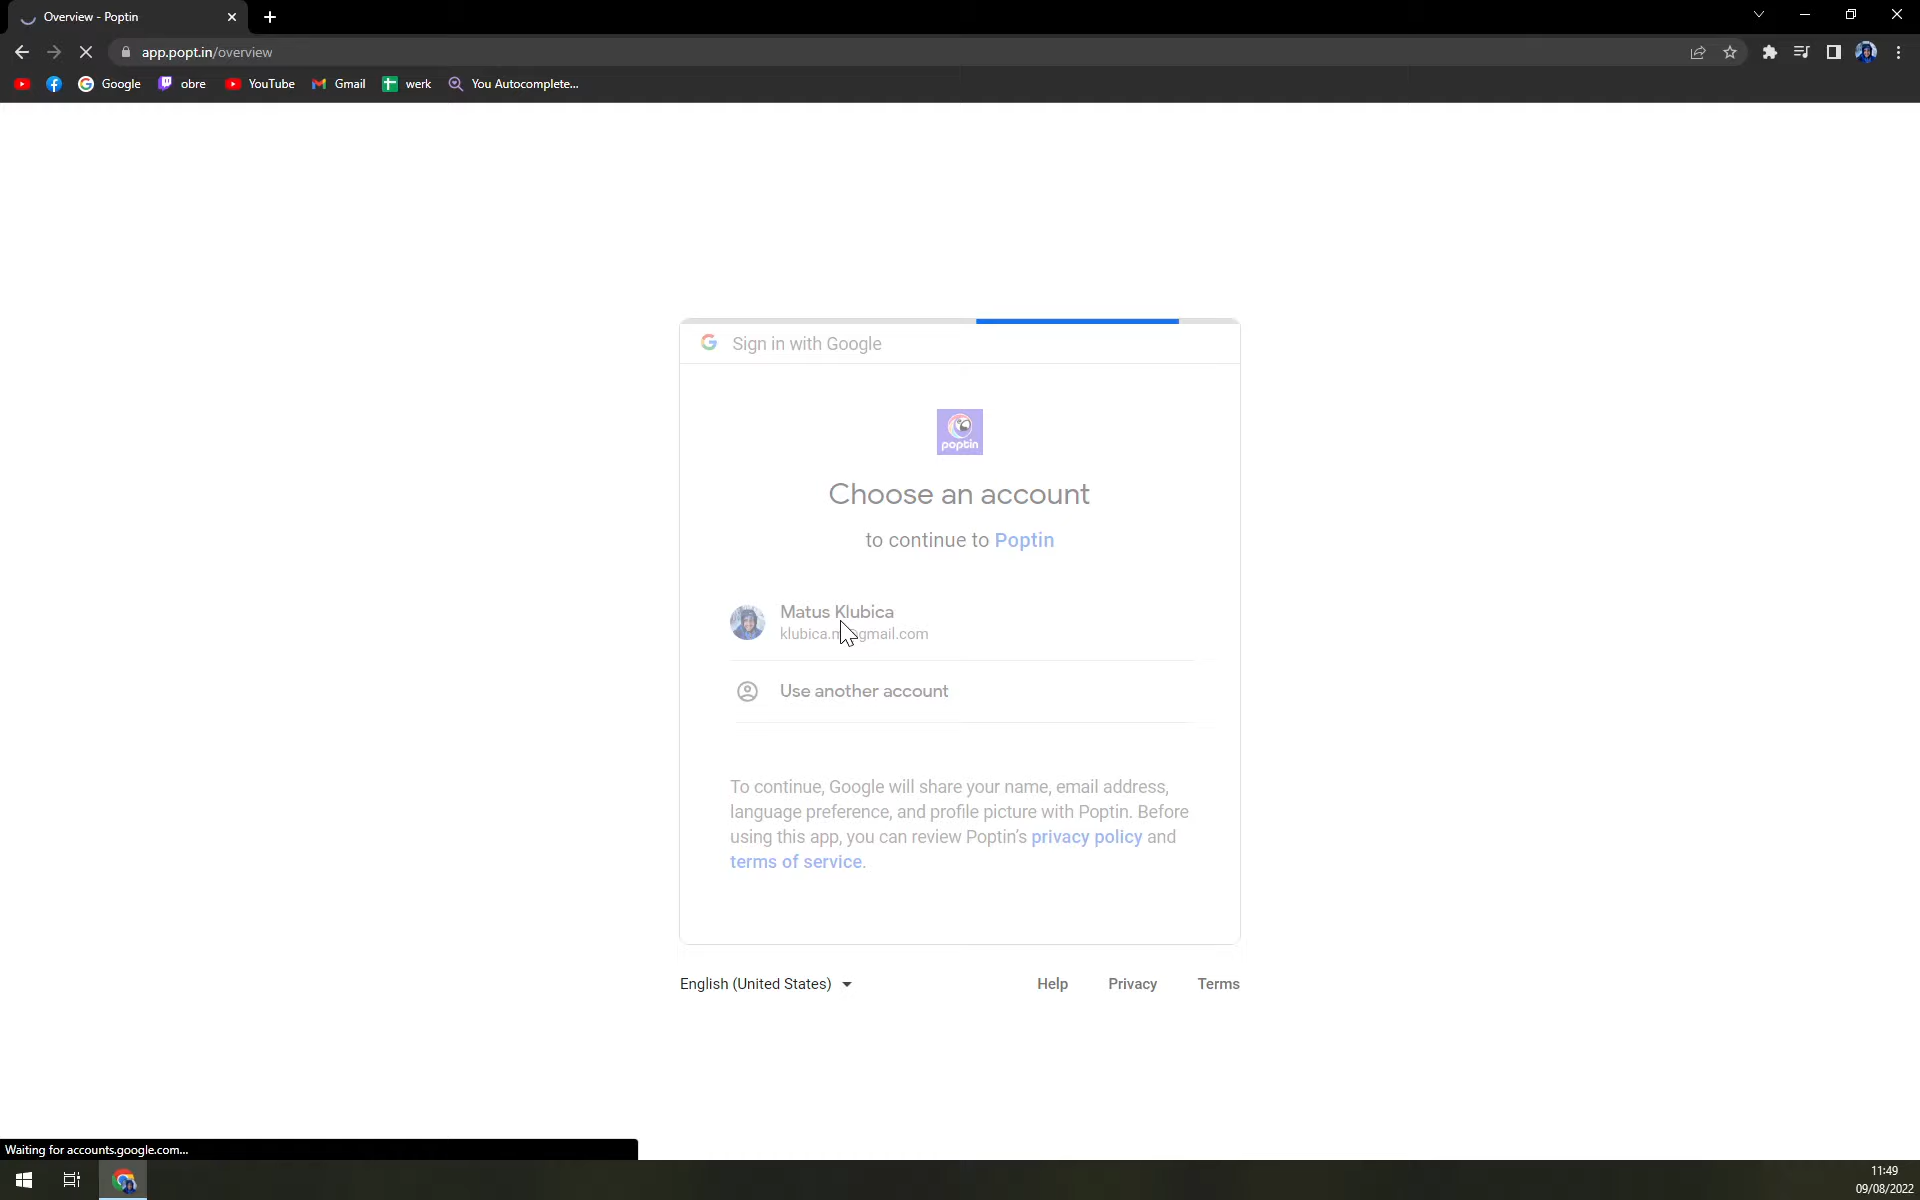 Overview - Poptin
app.popt.in/overview
Google
obre
YouTube
Gmail
werk
You Autocomplete...
Sign in with Google
poptin
Choose an account
to continue to Poptin
Matus Klubica
gmail.com
Use another account
To continue, Google will share your name, email address,
language preference, and profile picture with Poptin. Before
using this app, you can review Poptin's privacy policy and
terms of service.
English (United States)
Help
Privacy
Terms
Waiting for accounts.google.com...
11:49
09/08/2022